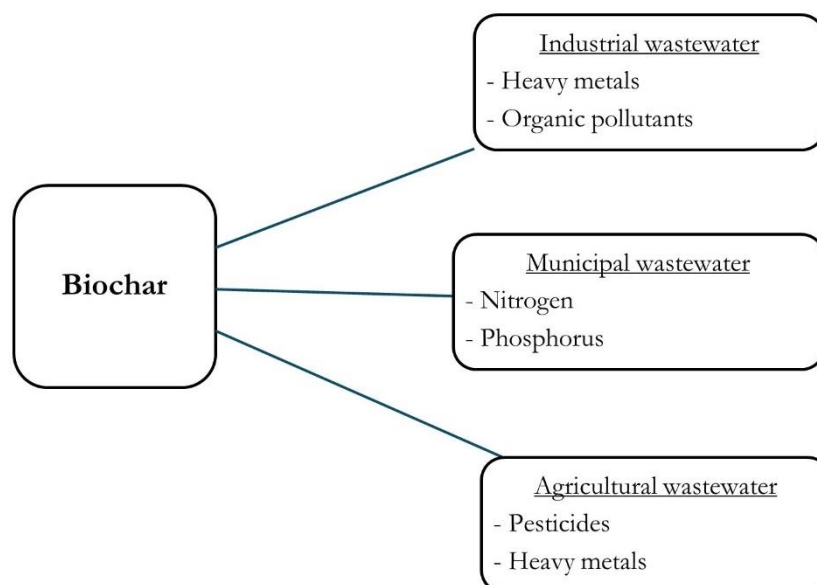 Industrial wastewater
- Heavy metals
- Organic pollutants
Biochar
Municipal wastewater
- Nitrogen
- Phosphorus
Agricultural wastewater
- Pesticides
- Heavy metals